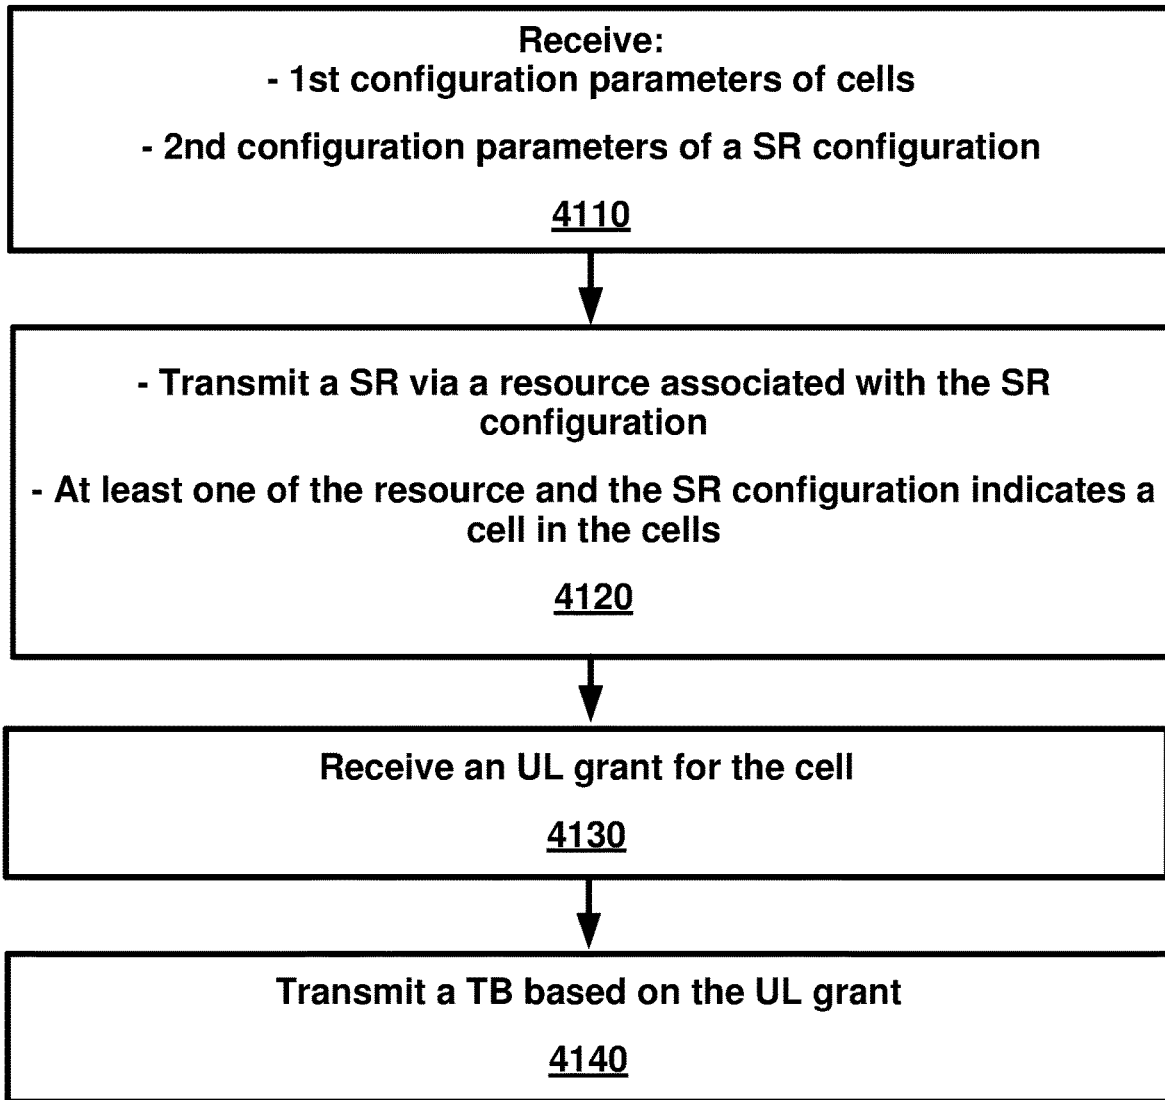 Receive:
- 1st configuration parameters of cells
- 2nd configuration parameters of a SR configuration
4110
- Transmit a SR via a resource associated with the SR
configuration
- At least one of the resource and the SR configuration indicates a
cell in the cells
4120
Receive an UL grant for the cell
4130
Transmit a TB based on the UL grant
4140